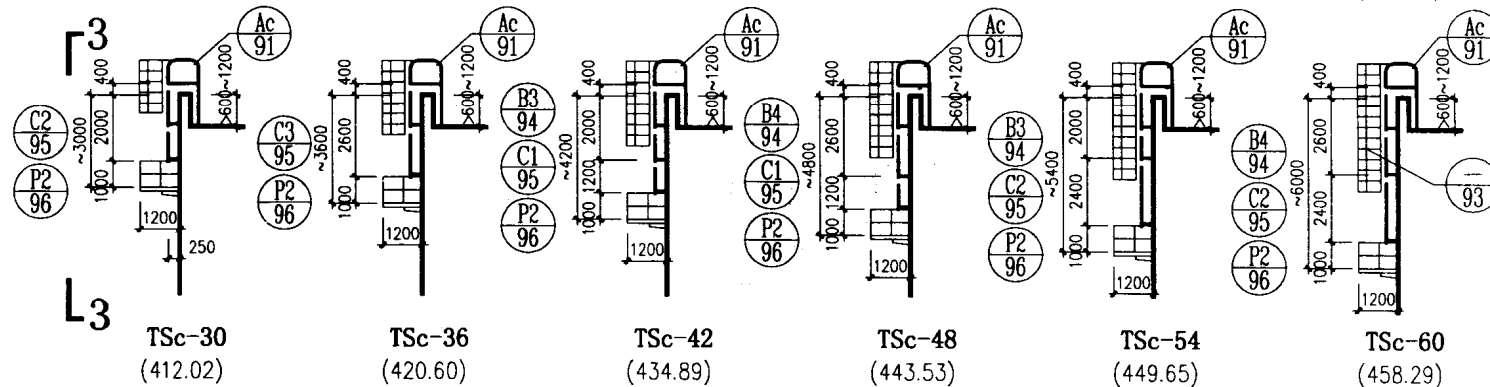 3
Ac
91
400
600~1200
C2
95
P2
96
~3000
2000
1000
1200
250
3
TSc-30
(412.02)
Ac
91
400
600~1200
C3
95
P2
96
~3600
2600
1000
1200
TSc-36
(420.60)
Ac
91
400
600~1200
B3
94
C1
95
P2
96
~4200
2000
1200
1000
1200
TSc-42
(434.89)
Ac
91
400
600~1200
B4
94
C1
95
P2
96
~4800
2600
1200
1000
1200
TSc-48
(443.53)
Ac
91
400
600~1200
B3
94
C2
95
P2
96
~5400
2000
2400
1000
1200
TSc-54
(449.65)
Ac
91
400
600~1200
B4
94
C2
95
P2
96
~6000
2600
2400
1000
1200
93
TSc-60
(458.29)